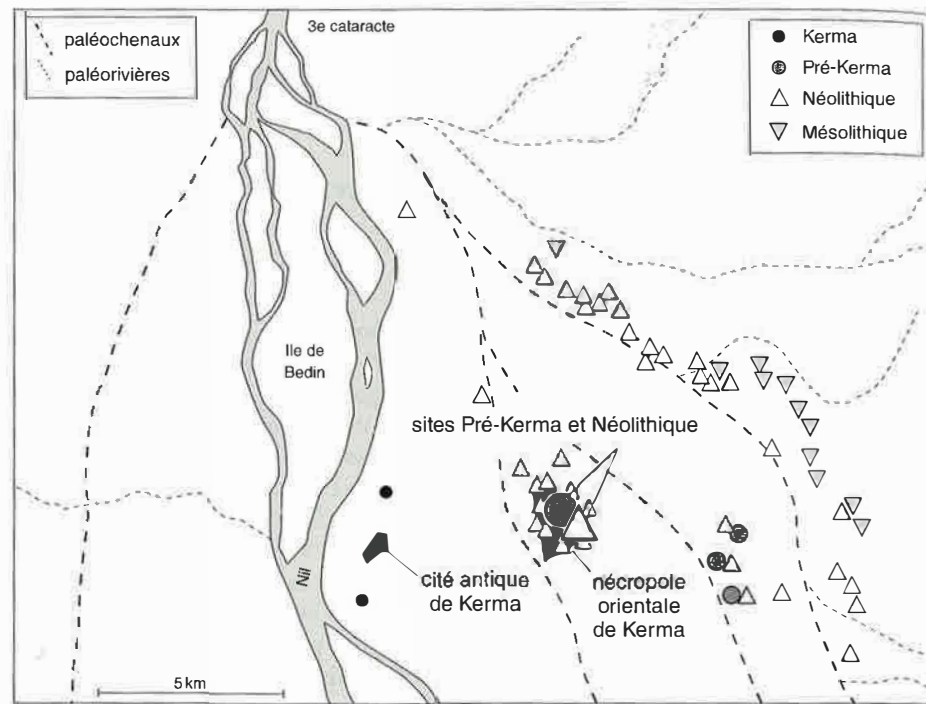 paléochenaux
paléorivières
3e cataracte
Kerma
Pré-Kerma
Néolithique
Mésolithique
Ile de
Bedin
sites Pré-Kerma et Néolithique
Nil
cité antique
de Kerma
nécropole
orientale
de Kerma
5 km